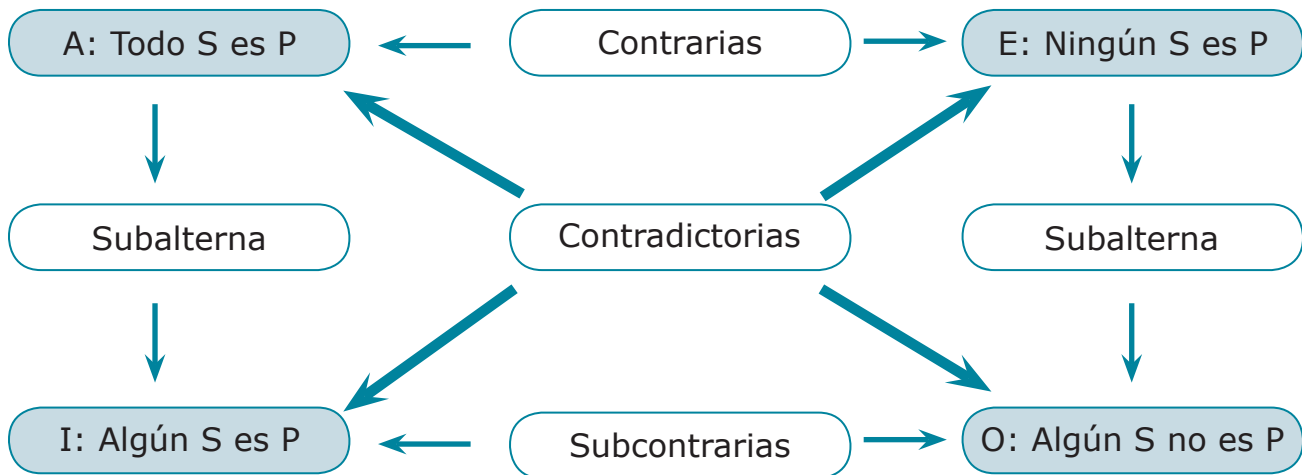 A: Todo S es P
Contrarias
E: Ningún S es P
Subalterna
Contradictorias
Subalterna
I: Algún S es P
Subcontrarias
O: Algún S no es P